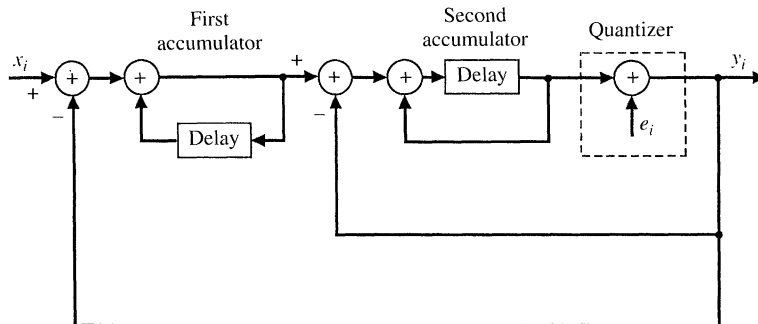 First
accumulator
Second
accumulator
Quantizer
x_i
+
−
+
+
+
−
+
Delay
+
y_i
e_i
Delay